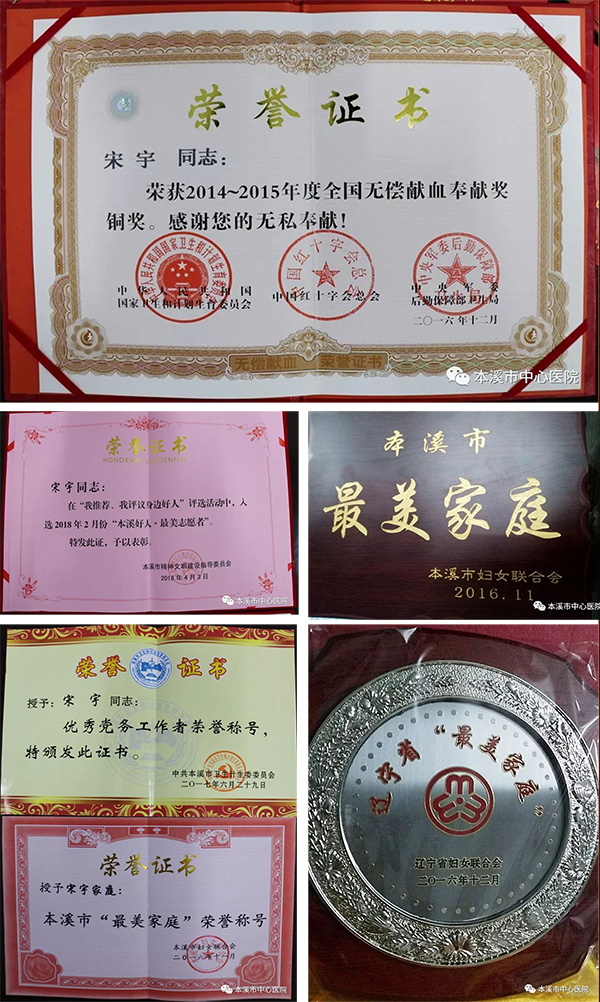 荣誉证书
宋宇 同志：
荣获2014~2015年度全国无偿献血奉献奖
铜奖。感谢您的无私奉献！
中华人民共和国
国家卫生和计划生育委员会
中国红十字会总会
中央军委
后勤保障部卫生局
二〇一六年十二月
无偿献血 荣誉证书
本溪市中心医院
荣誉证书
宋宇同志：
在“我推荐、我评议身边好人”评选活动中，入
选2018年2月份“本溪好人·最美志愿者”。
特发此证，予以表彰。
本溪市精神文明建设指导委员会
2018年4月3日
本溪市中心医院
本溪市
最美家庭
本溪市妇女联合会
2016.11
本溪市中心医院
荣誉证书
授予：宋宇 同志：
优秀党务工作者荣誉称号，
特颁发此证书。
中共本溪市卫生计生委委员会
二〇一七年六月二十九日
荣誉证书
授予宋宇家庭：
本溪市“最美家庭”荣誉称号
本溪市妇女联合会
二〇一六年十一月
本溪市中心医院
辽宁省“最美家庭”
辽宁省妇女联合会
二〇一六年十二月
本溪市中心医院